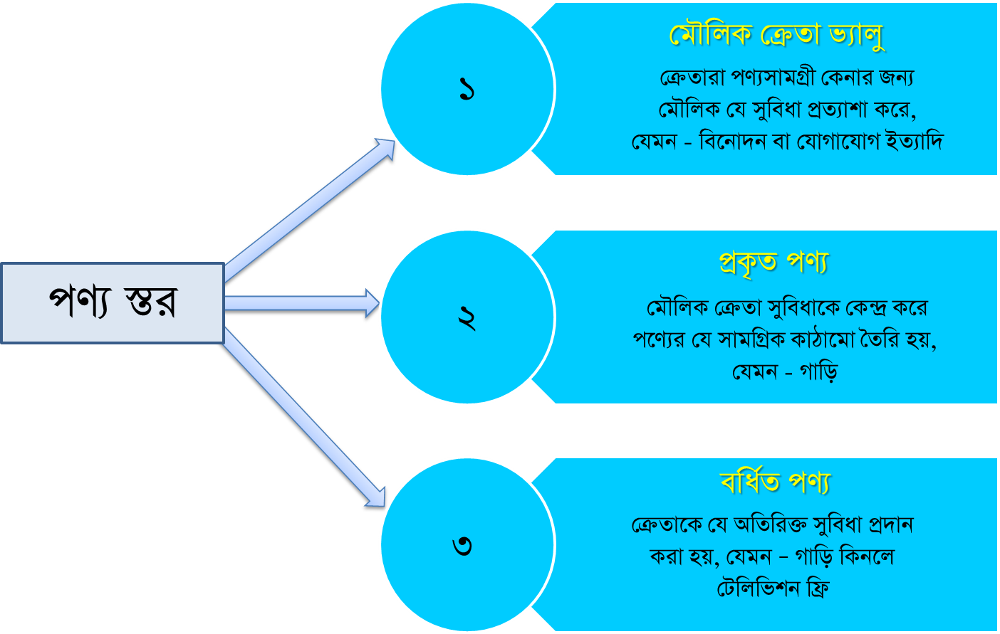 পণ্য স্তর
১
মৌলিক ক্রেতা ভ্যালু
ক্রেতারা পণ্যসামগ্রী কেনার জন্য
মৌলিক যে সুবিধা প্রত্যাশা করে,
যেমন - বিনোদন বা যোগাযোগ ইত্যাদি
২
প্রকৃত পণ্য
মৌলিক ক্রেতা সুবিধাকে কেন্দ্র করে
পণ্যের যে সামগ্রিক কাঠামো তৈরি হয়,
যেমন - গাড়ি
৩
বর্ধিত পণ্য
ক্রেতাকে যে অতিরিক্ত সুবিধা প্রদান
করা হয়, যেমন – গাড়ি কিনলে
টেলিভিশন ফ্রি